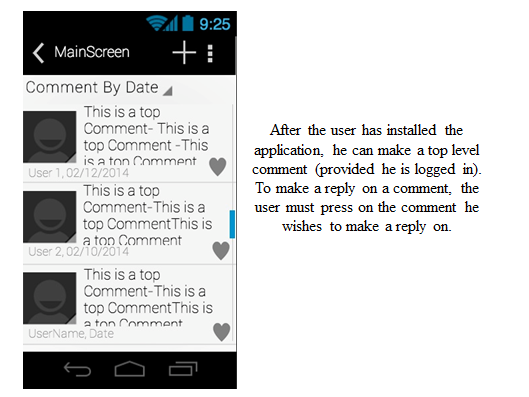 9:25
MainScreen
Comment By Date
This is a top
Comment- This is a
top Comment -This
is a top Comment
User 1, 02/12/2014
This is a top
Comment-This is a
top CommentThis is
a top Comment
User 2, 02/10/2014
This is a top
Comment-This is a
top CommentThis is
a top Comment
UserName, Date
After the user has installed the
application, he can make a top level
comment (provided he is logged in).
To make a reply on a comment, the
user must press on the comment he
wishes to make a reply on.